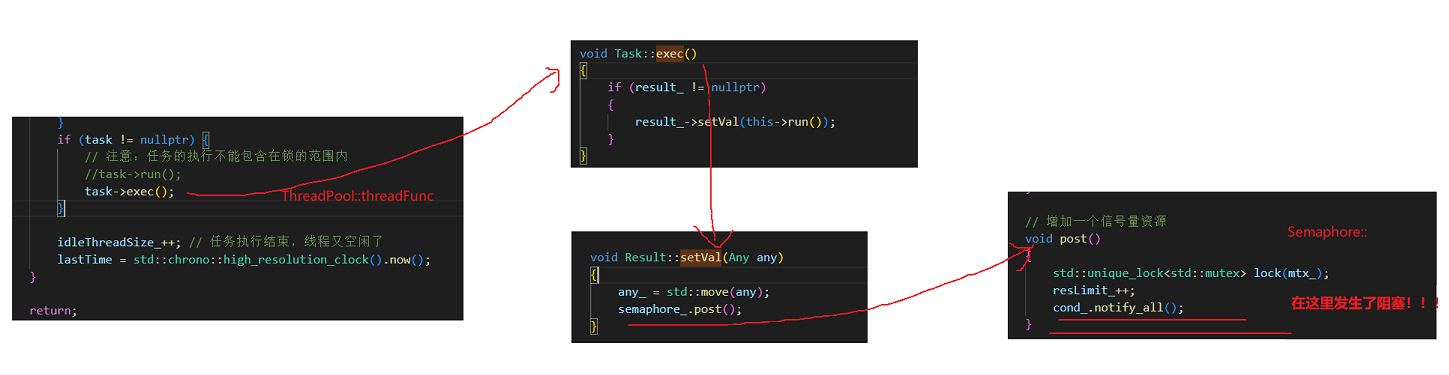 }
if (task != nullptr) {
// 注意：任务的执行不能包含在锁的范围内
//task->run();
task->exec();
}
idleThreadSize_++; // 任务执行结束，线程又空闲了
lastTime = std::chrono::high_resolution_clock().now();
}
return;
ThreadPool::threadFunc
void Task::exec()
{
if (result_ != nullptr)
{
result_->setVal(this->run());
}
}
void Result::setVal(Any any)
{
any_ = std::move(any);
semaphore_.post();
}
// 增加一个信号量资源
void post()
{
std::unique_lock<std::mutex> lock(mtx_);
resLimit_++;
cond_.notify_all();
}
Semaphore::
在这里发生了阻塞！！！